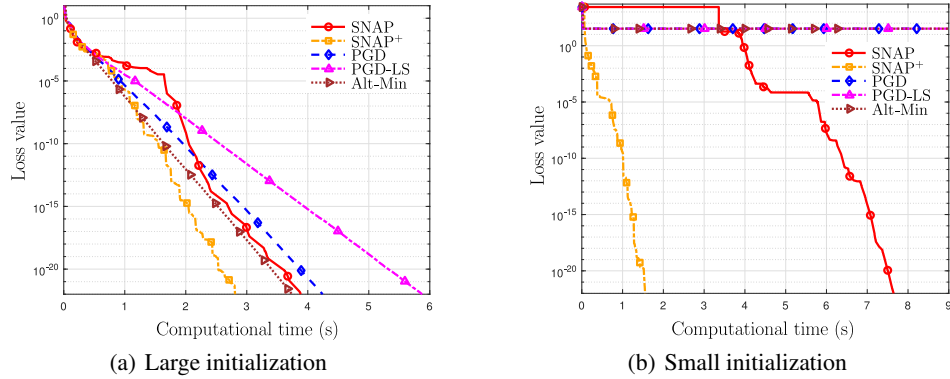 10^0
10^-5
10^-10
10^-15
10^-20
Loss value
0 1 2 3 4 5 6
Computational time (s)
SNAP
SNAP+
PGD
PGD-LS
Alt-Min
(a) Large initialization
10^0
10^-5
10^-10
10^-15
10^-20
Loss value
0 1 2 3 4 5 6 7 8 9
Computational time (s)
SNAP
SNAP+
PGD
PGD-LS
Alt-Min
(b) Small initialization